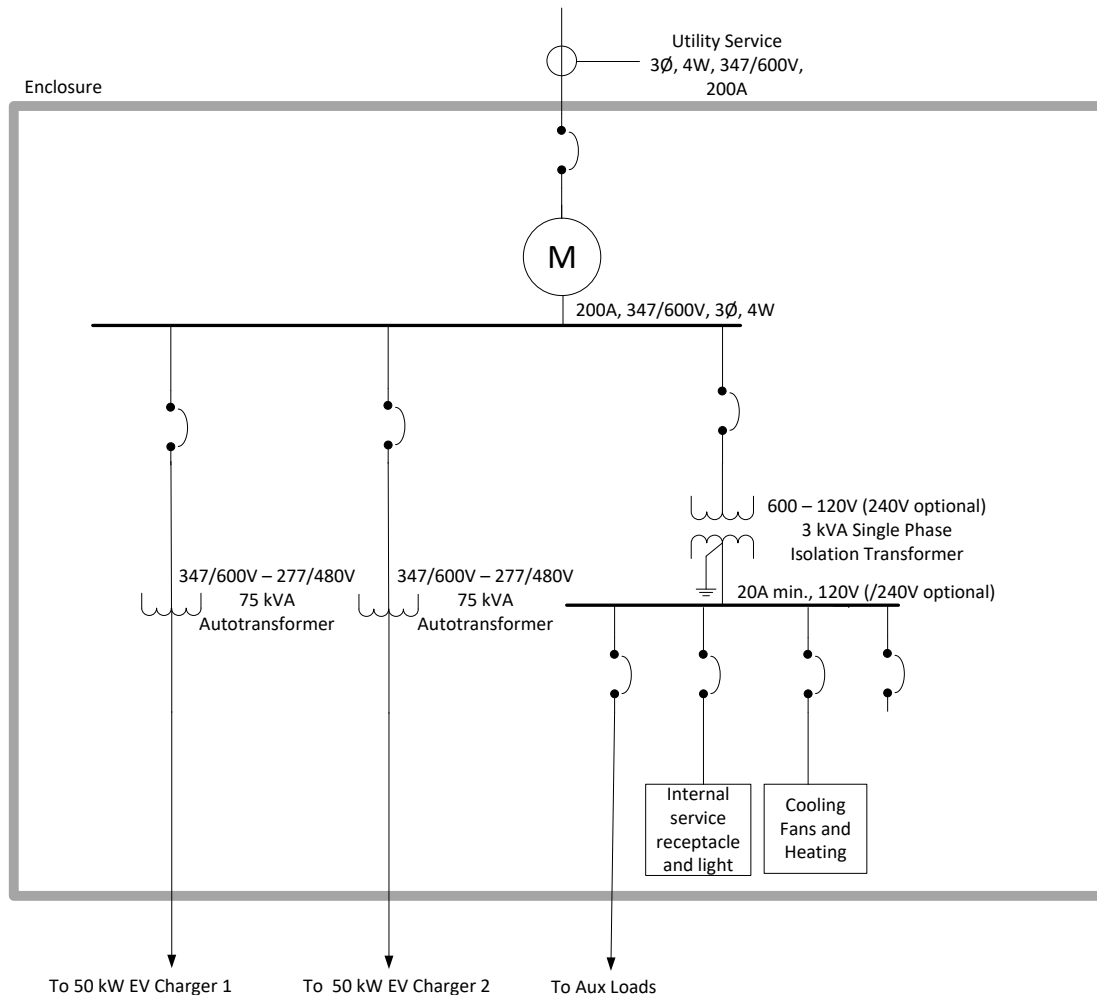 Utility Service
3Ø, 4W, 347/600V,
200A
Enclosure
M
200A, 347/600V, 3Ø, 4W
600 – 120V (240V optional)
3 kVA Single Phase
Isolation Transformer
347/600V – 277/480V
75 kVA
Autotransformer
347/600V – 277/480V
75 kVA
Autotransformer
20A min., 120V (/240V optional)
Internal
service
receptacle
and light
Cooling
Fans and
Heating
To 50 kW EV Charger 1
To  50 kW EV Charger 2
To Aux Loads